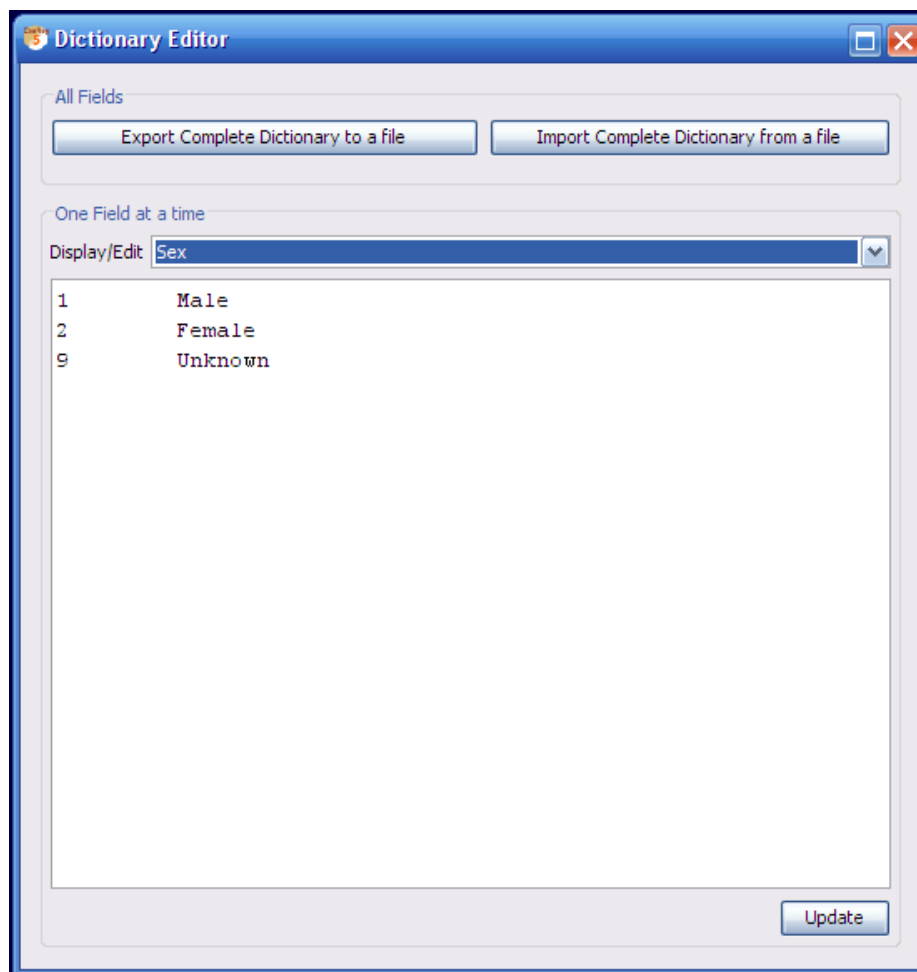 Dictionary Editor
All Fields
Export Complete Dictionary to a file
Import Complete Dictionary from a file
One Field at a time
Display/Edit Sex
1 Male
2 Female
9 Unknown
Update